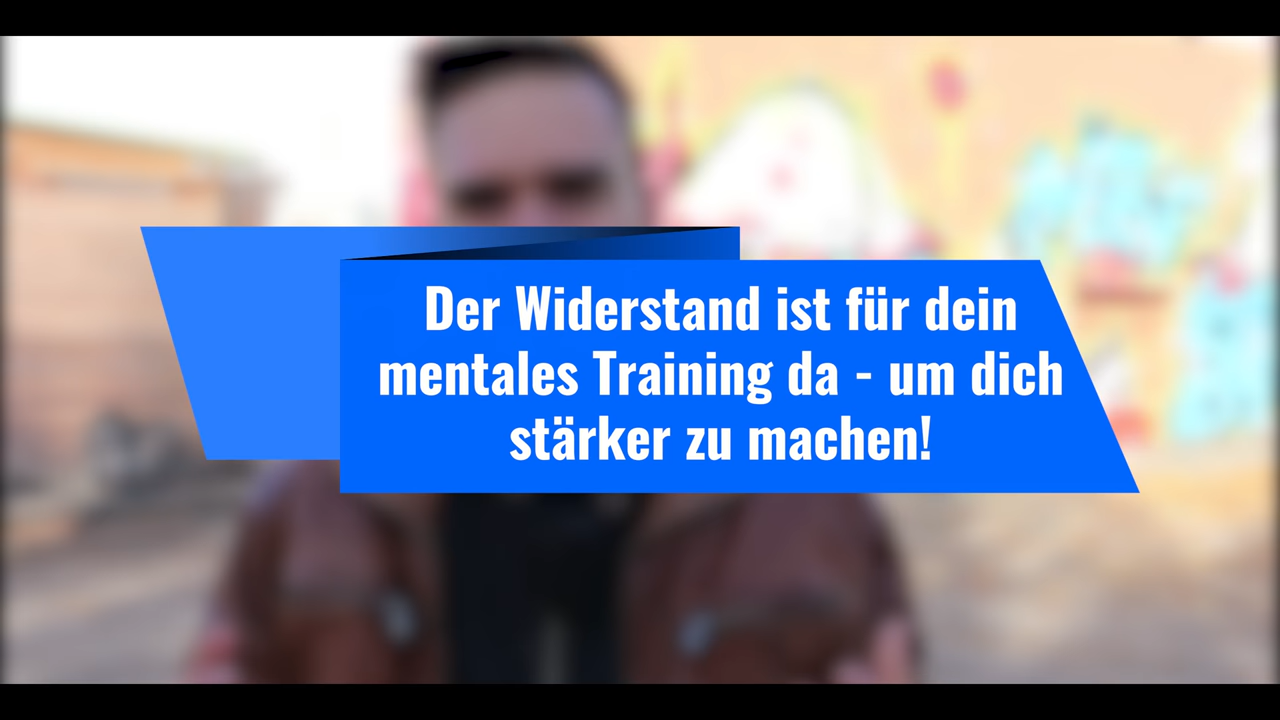 Der Widerstand ist für dein
mentales Training da - um dich
stärker zu machen!